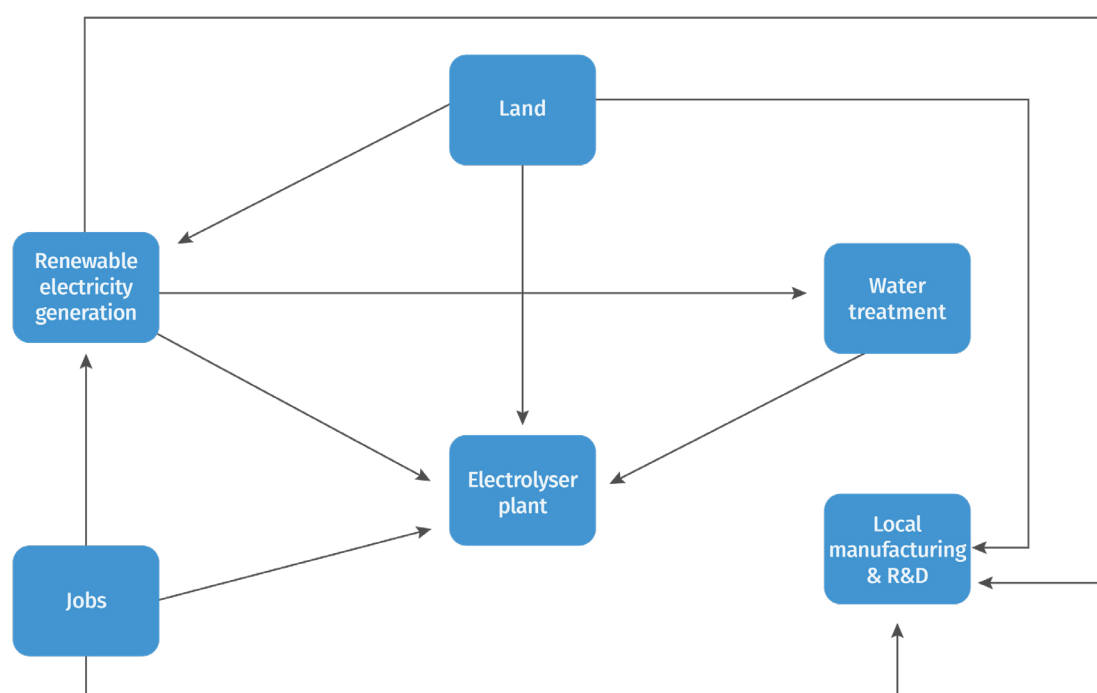 Land
Renewable
electricity
generation
Water
treatment
Electrolyser
plant
Local
manufacturing
& R&D
Jobs